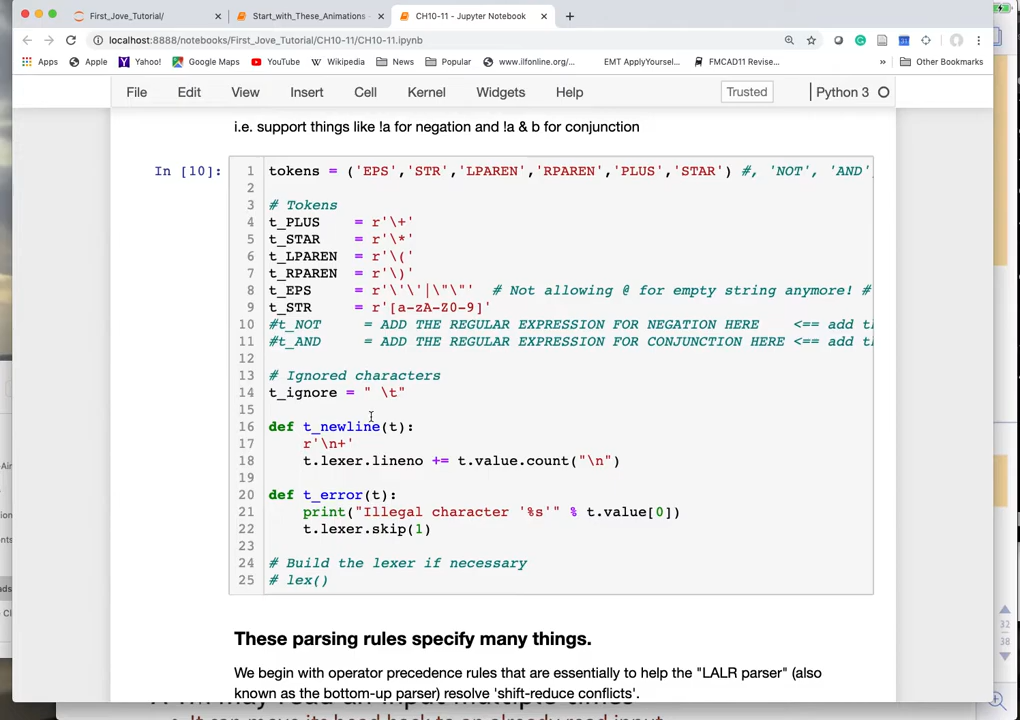 First_Jove_Tutorial/
Start_with_These_Animations -
CH10-11 - Jupyter Notebook
localhost:8888/notebooks/First_Jove_Tutorial/CH10-11/CH10-11.ipynb
Apps Apple Yahoo! Google Maps YouTube Wikipedia News Popular www.ilfonline.org/... EMT ApplyYoursel... FMCAD11 Revise... » Other Bookmarks
File Edit View Insert Cell Kernel Widgets Help Trusted Python 3
i.e. support things like !a for negation and !a & b for conjunction
In [10]:
1 tokens = ('EPS','STR','LPAREN','RPAREN','PLUS','STAR') #, 'NOT', 'AND'
2
3 # Tokens
4 t_PLUS = r'\+'
5 t_STAR = r'\*'
6 t_LPAREN = r'\('
7 t_RPAREN = r'\)'
8 t_EPS = r'\'\'|\"\"' # Not allowing @ for empty string anymore! #
9 t_STR = r'[a-zA-Z0-9]'
10 #t_NOT = ADD THE REGULAR EXPRESSION FOR NEGATION HERE <== add th
11 #t_AND = ADD THE REGULAR EXPRESSION FOR CONJUNCTION HERE <== add th
12
13 # Ignored characters
14 t_ignore = " \t"
15
16 def t_newline(t):
17 r'\n+'
18 t.lexer.lineno += t.value.count("\n")
19
20 def t_error(t):
21 print("Illegal character '%s'" % t.value[0])
22 t.lexer.skip(1)
23
24 # Build the lexer if necessary
25 # lex()
These parsing rules specify many things.
We begin with operator precedence rules that are essentially to help the "LALR parser" (also
known as the bottom-up parser) resolve 'shift-reduce conflicts'.
32
38